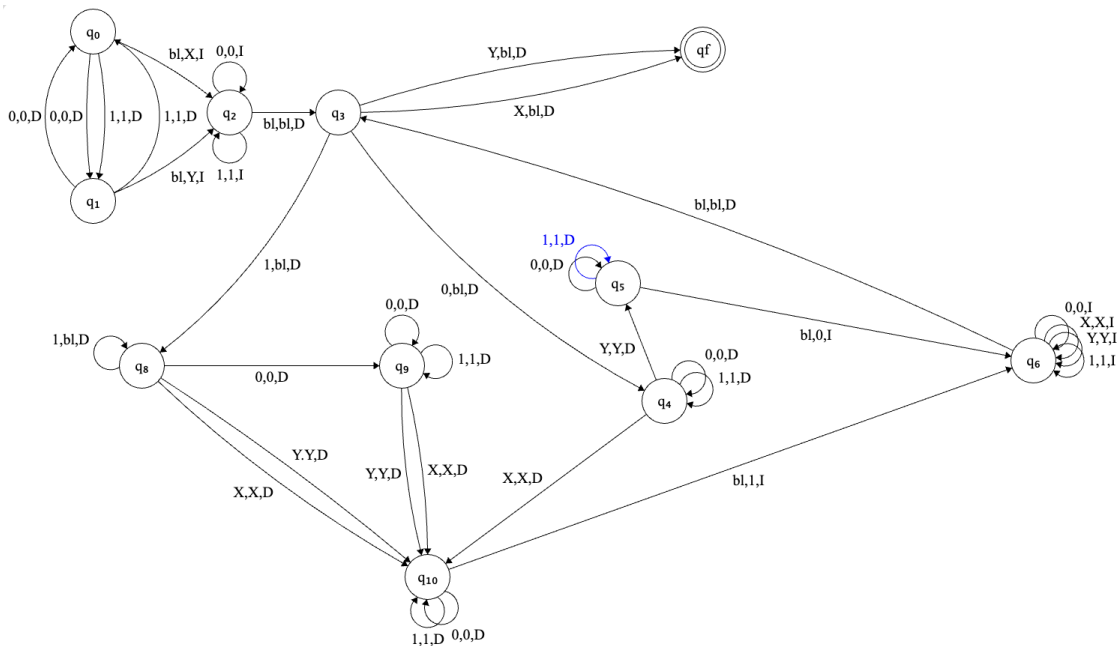 q₀
bl,X,I
0,0,I
Y,bl,D
qf
0,0,D
0,0,D
1,1,D
1,1,D
q₂
bl,bl,D
q₃
X,bl,D
bl,Y,I
1,1,I
q₁
bl,bl,D
1,1,D
0,0,D
q₅
1,bl,D
0,bl,D
0,0,D
0,0,I
X,X,I
Y,Y,I
1,1,I
bl,0,I
1,bl,D
q₈
0,0,D
q₉
1,1,D
Y,Y,D
0,0,D
1,1,D
q₆
q₄
Y.Y,D
X,X,D
Y,Y,D
X,X,D
X,X,D
bl,1,I
q₁₀
1,1,D
0,0,D